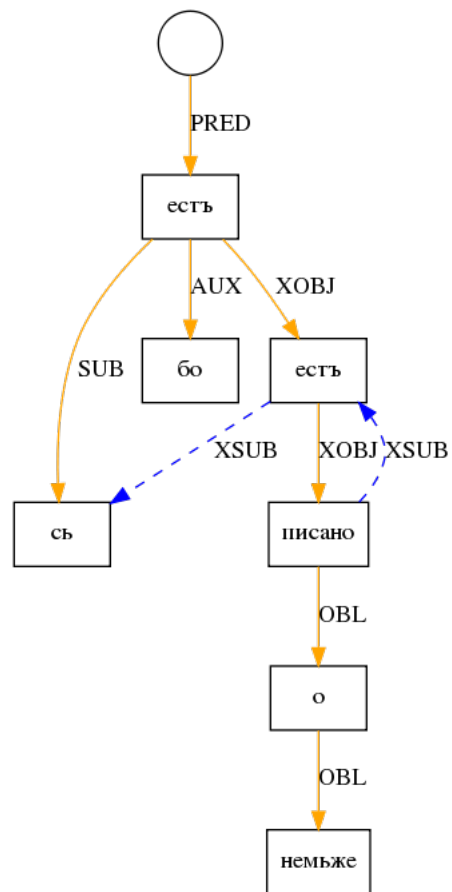 PRED
естъ
AUX
XOBJ
SUB
бо
естъ
XSUB
XOBJ
XSUB
сь
писано
OBL
о
OBL
немьже